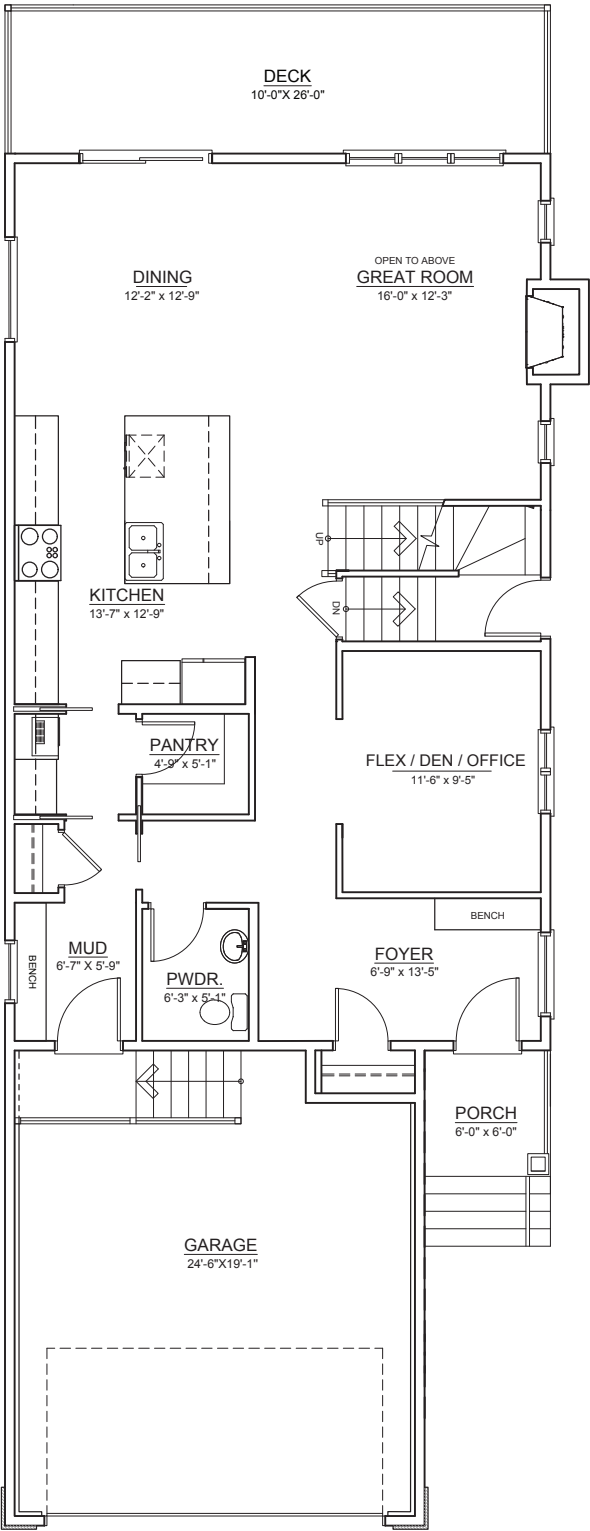 DECK
10'-0"X 26'-0"
DINING
12'-2" x 12'-9"
OPEN TO ABOVE
GREAT ROOM
16'-0" x 12'-3"
UP
KITCHEN
13'-7" x 12'-9"
DN
PANTRY
4'-9" x 5'-1"
FLEX / DEN / OFFICE
11'-6" x 9'-5"
BENCH
MUD
6'-7" X 5'-9"
BENCH
PWDR.
6'-3" x 5'-1"
FOYER
6'-9" x 13'-5"
PORCH
6'-0" x 6'-0"
GARAGE
24'-6"X19'-1"